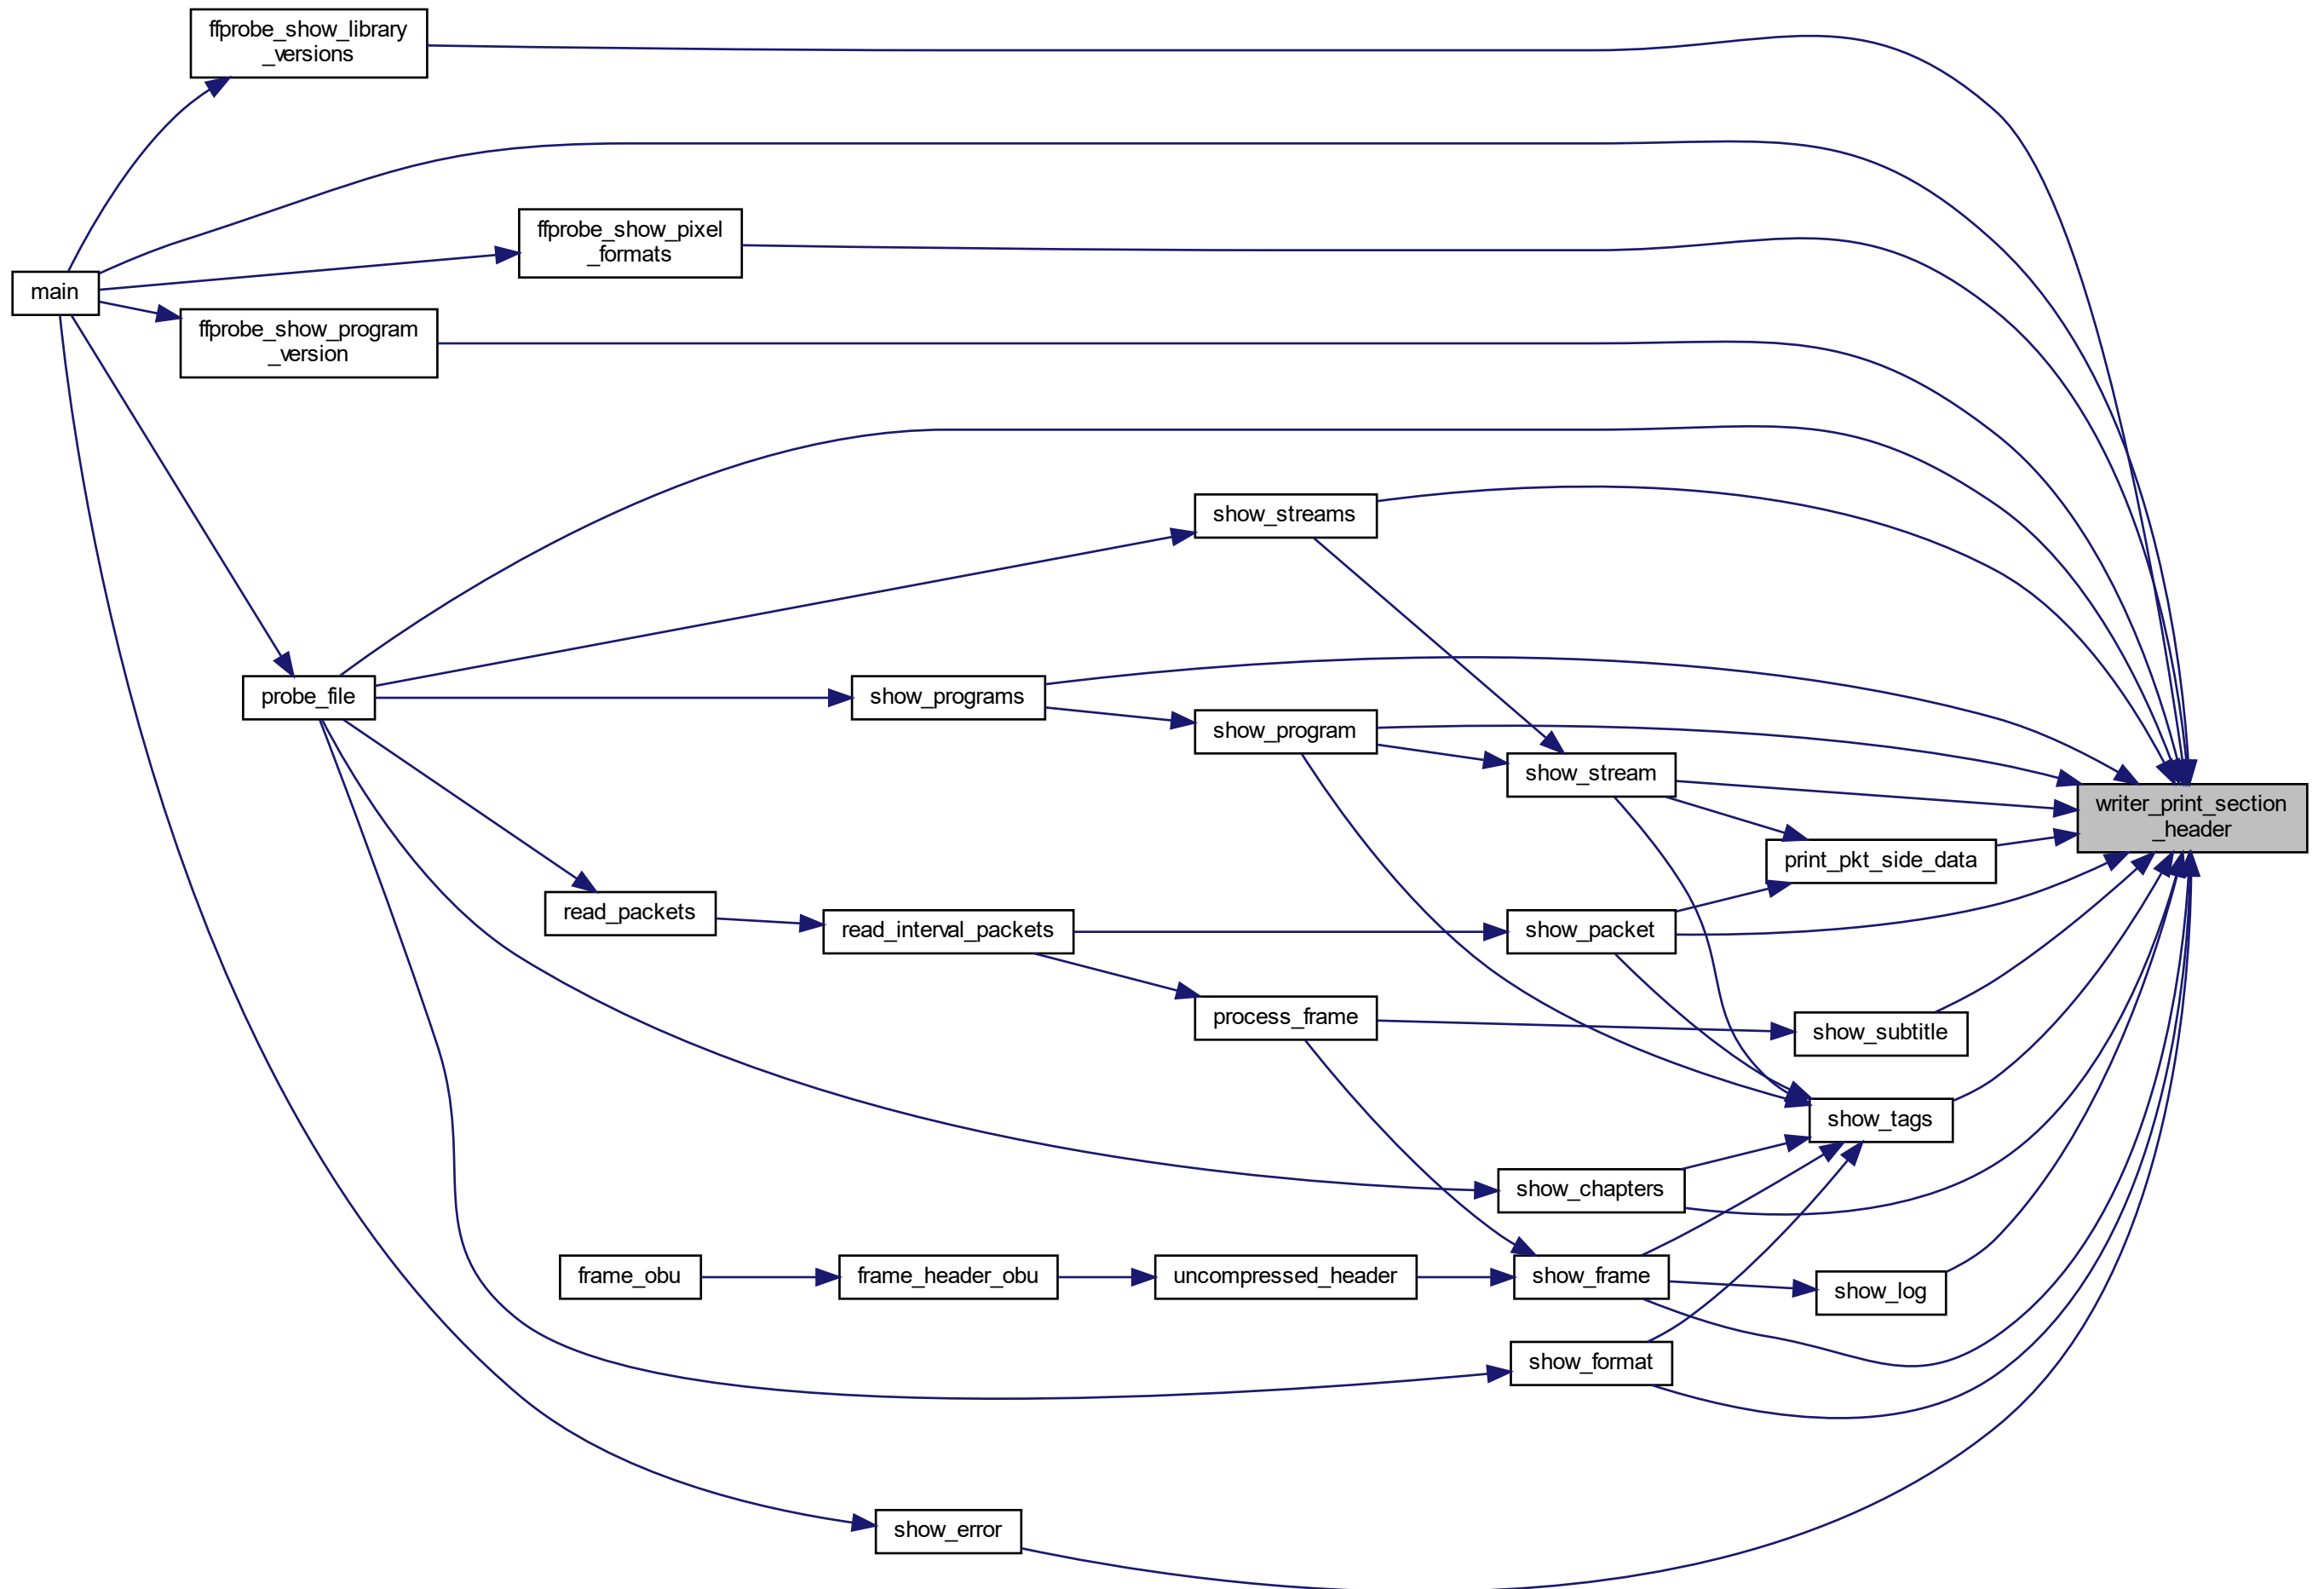 ffprobe_show_library
_versions
ffprobe_show_pixel
_formats
main
ffprobe_show_program
_version
show_streams
probe_file
show_programs
show_program
show_stream
writer_print_section
_header
print_pkt_side_data
read_packets
read_interval_packets
show_packet
process_frame
show_subtitle
show_tags
show_chapters
frame_obu
frame_header_obu
uncompressed_header
show_frame
show_log
show_format
show_error